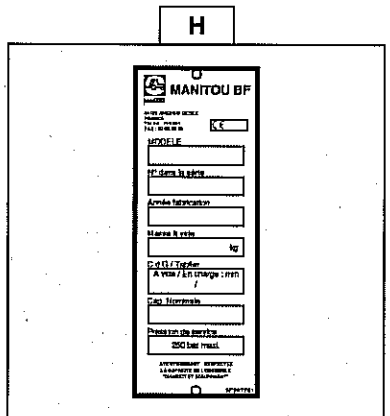 H
MANITOU BF
CE
MODELE
N° dans la série
Année fabrication
Masse à vide
kg
C d G / Tablier
A vide / En charge : mm
/
Cap. Nominale
Pression de service
250 bar maxi.